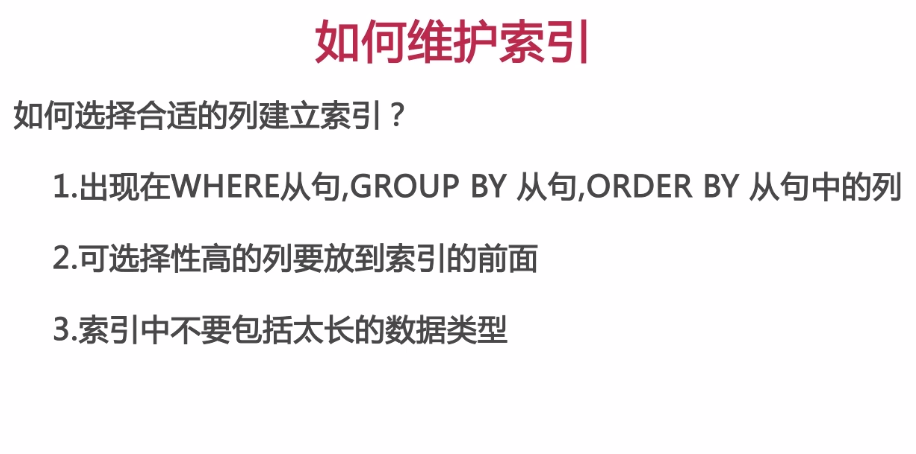 如何维护索引
如何选择合适的列建立索引？
1.出现在WHERE从句,GROUP BY 从句,ORDER BY 从句中的列
2.可选择性高的列要放到索引的前面
3.索引中不要包括太长的数据类型